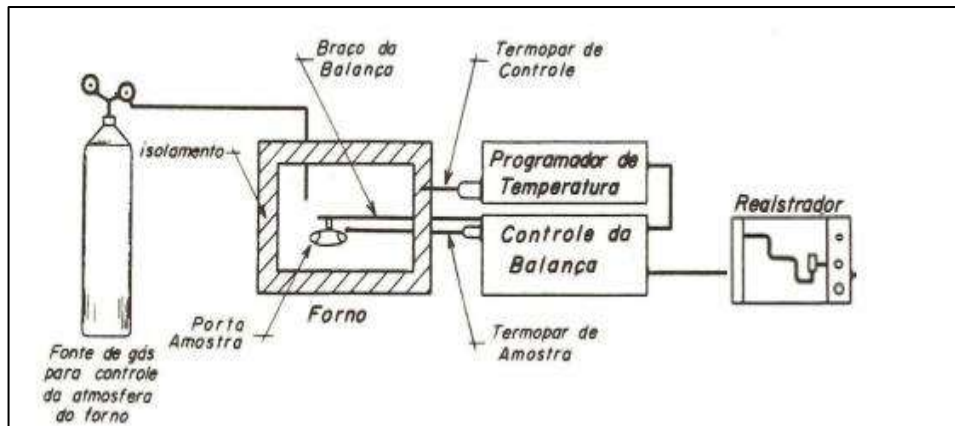 Braço da
Balança
Termopar de
Controle
isolamento
Programador de
Temperatura
Realstrador
Controle da
Balança
Forno
Porta
Amostra
Termopar de
Amostra
Fonte de gás
para controle
da atmosfera
do forno